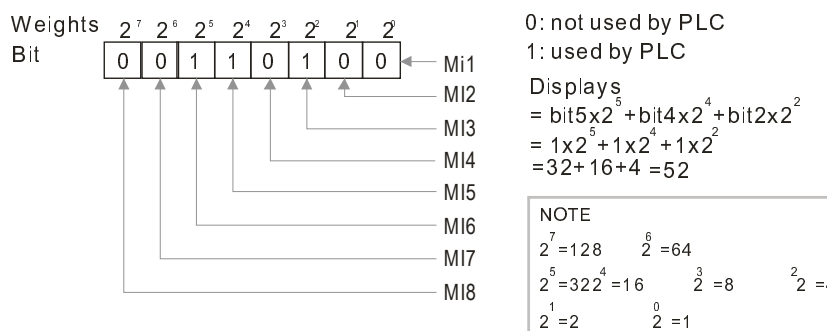 Weights 2⁷ 2⁶ 2⁵ 2⁴ 2³ 2² 2¹ 2⁰
Bit 0 0 1 1 0 1 0 0
Mi1
MI2
MI3
MI4
MI5
MI6
MI7
MI8
0: not used by PLC
1: used by PLC
Displays
= bit5x2⁵+bit4x2⁴+bit2x2²
= 1x2⁵+1x2⁴+1x2²
=32+16+4 =52
NOTE
2⁷=128 2⁶=64
2⁵=322⁴=16 2³=8 ²2 =
2¹=2 2⁰=1